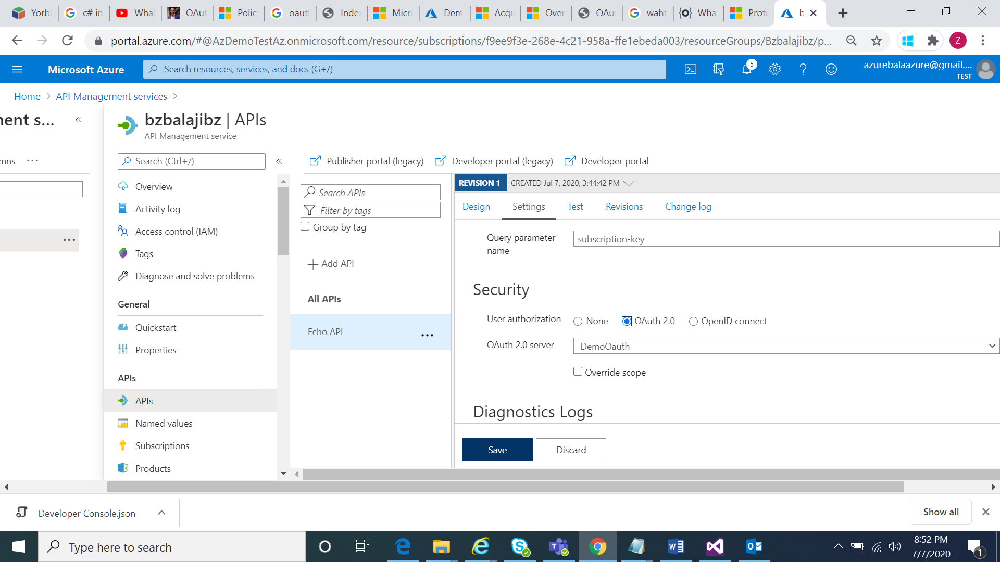 Yorbi
c# in
What
OAut
Policy
oauth
Index
Micro
Dem
Acqu
Over
OAut
waht
What
Prote
b
portal.azure.com/#@AzDemoTestAz.onmicrosoft.com/resource/subscriptions/f9ee9f3e-268e-4c21-958a-ffe1ebeda003/resourceGroups/Bzbalajibz/p...
Z
Microsoft Azure
Search resources, services, and docs (G+/)
5
azurebalaazure@gmail....
TEST
Home > API Management services >
nent s...
«
bzbalajibz | APIs
API Management service
mns ...
Search (Ctrl+/)
«
Publisher portal (legacy)
Developer portal (legacy)
Developer portal
Overview
Activity log
Access control (IAM)
Tags
Diagnose and solve problems
General
Quickstart
Properties
APIs
APIs
Named values
Subscriptions
Products
Search APIs
Filter by tags
Group by tag
+ Add API
All APIs
Echo API
...
REVISION 1
CREATED Jul 7, 2020, 3:44:42 PM
Design
Settings
Test
Revisions
Change log
Query parameter
name
subscription-key
Security
User authorization
None
OAuth 2.0
OpenID connect
OAuth 2.0 server
DemoOauth
Override scope
Diagnostics Logs
Save
Discard
Developer Console.json
Show all
Type here to search
8:52 PM
7/7/2020
1